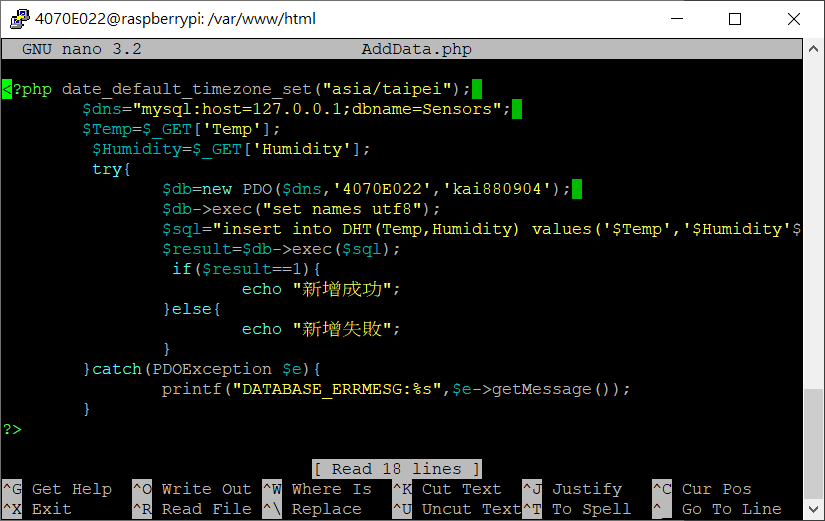 4070E022@raspberrypi: /var/www/html
GNU nano 3.2 AddData.php
<?php date_default_timezone_set("asia/taipei");
$dns="mysql:host=127.0.0.1;dbname=Sensors";
$Temp=$_GET['Temp'];
$Humidity=$_GET['Humidity'];
try{
$db=new PDO($dns,'4070E022','kai880904');
$db->exec("set names utf8");
$sql="insert into DHT(Temp,Humidity) values('$Temp','$Humidity'$
$result=$db->exec($sql);
if($result==1){
echo "新增成功";
}else{
echo "新增失敗";
}
}catch(PDOException $e){
printf("DATABASE_ERRMESG:%s",$e->getMessage());
}
?>
[ Read 18 lines ]
^G Get Help ^O Write Out ^W Where Is ^K Cut Text ^J Justify ^C Cur Pos
^X Exit ^R Read File ^\ Replace ^U Uncut Text ^T To Spell ^_ Go To Line